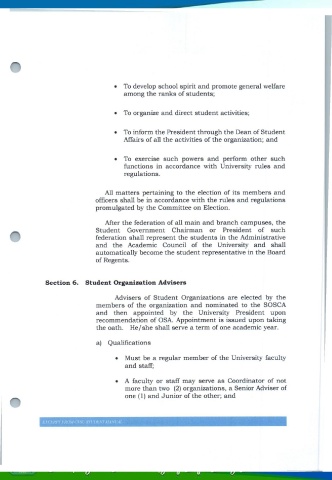 • To develop school spirit and promote general welfare
among the ranks of students;
• To organize and direct student activities;
• To inform the President through the Dean of Student
Affairs of all the activities of the organization; and
• To exercise such powers and perform other such
functions in accordance with University rules and
regulations.
All matters pertaining to the election of its members and
officers shall be in accordance with the rules and regulations
promulgated by the Committee on Election.
After the federation of all main and branch campuses, the
Student Government Chairman or President of such
federation shall represent the students in the Administrative
and the Academic Council of the University and shall
automatically become the student representative in the Board
of Regents.
Section 6. Student Organization Advisers
Advisers of Student Organizations are elected by the
members of the organization and nominated to the SOSCA
and then appointed by the University President upon
recommendation of OSA. Appointment is issued upon taking
the oath. He/she shall serve a term of one academic year.
a) Qualifications
• Must be a regular member of the University faculty
and staff;
• A faculty or staff may serve as Coordinator of not
more than two (2) organizations, a Senior Adviser of
one (1) and Junior of the other; and